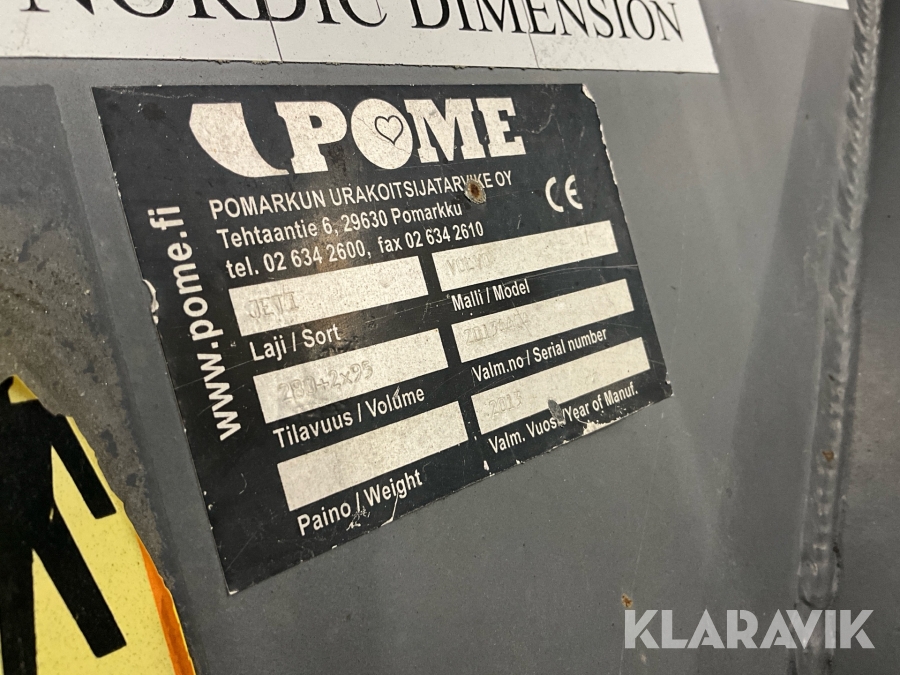 NORDIC DIMENSION
POME
POMARKUN URAKOITSIJATARVIKE OY
Tehtaantie 6, 29630 Pomarkku
tel. 02 634 2600, fax 02 634 2610
CE
www.pome.fi
Laji / Sort
Malli / Model
Tilavuus / Volume
Valm.no / Serial number
2013
Paino / Weight
Valm. Vuosi/Year of Manuf.
KLARAVIK